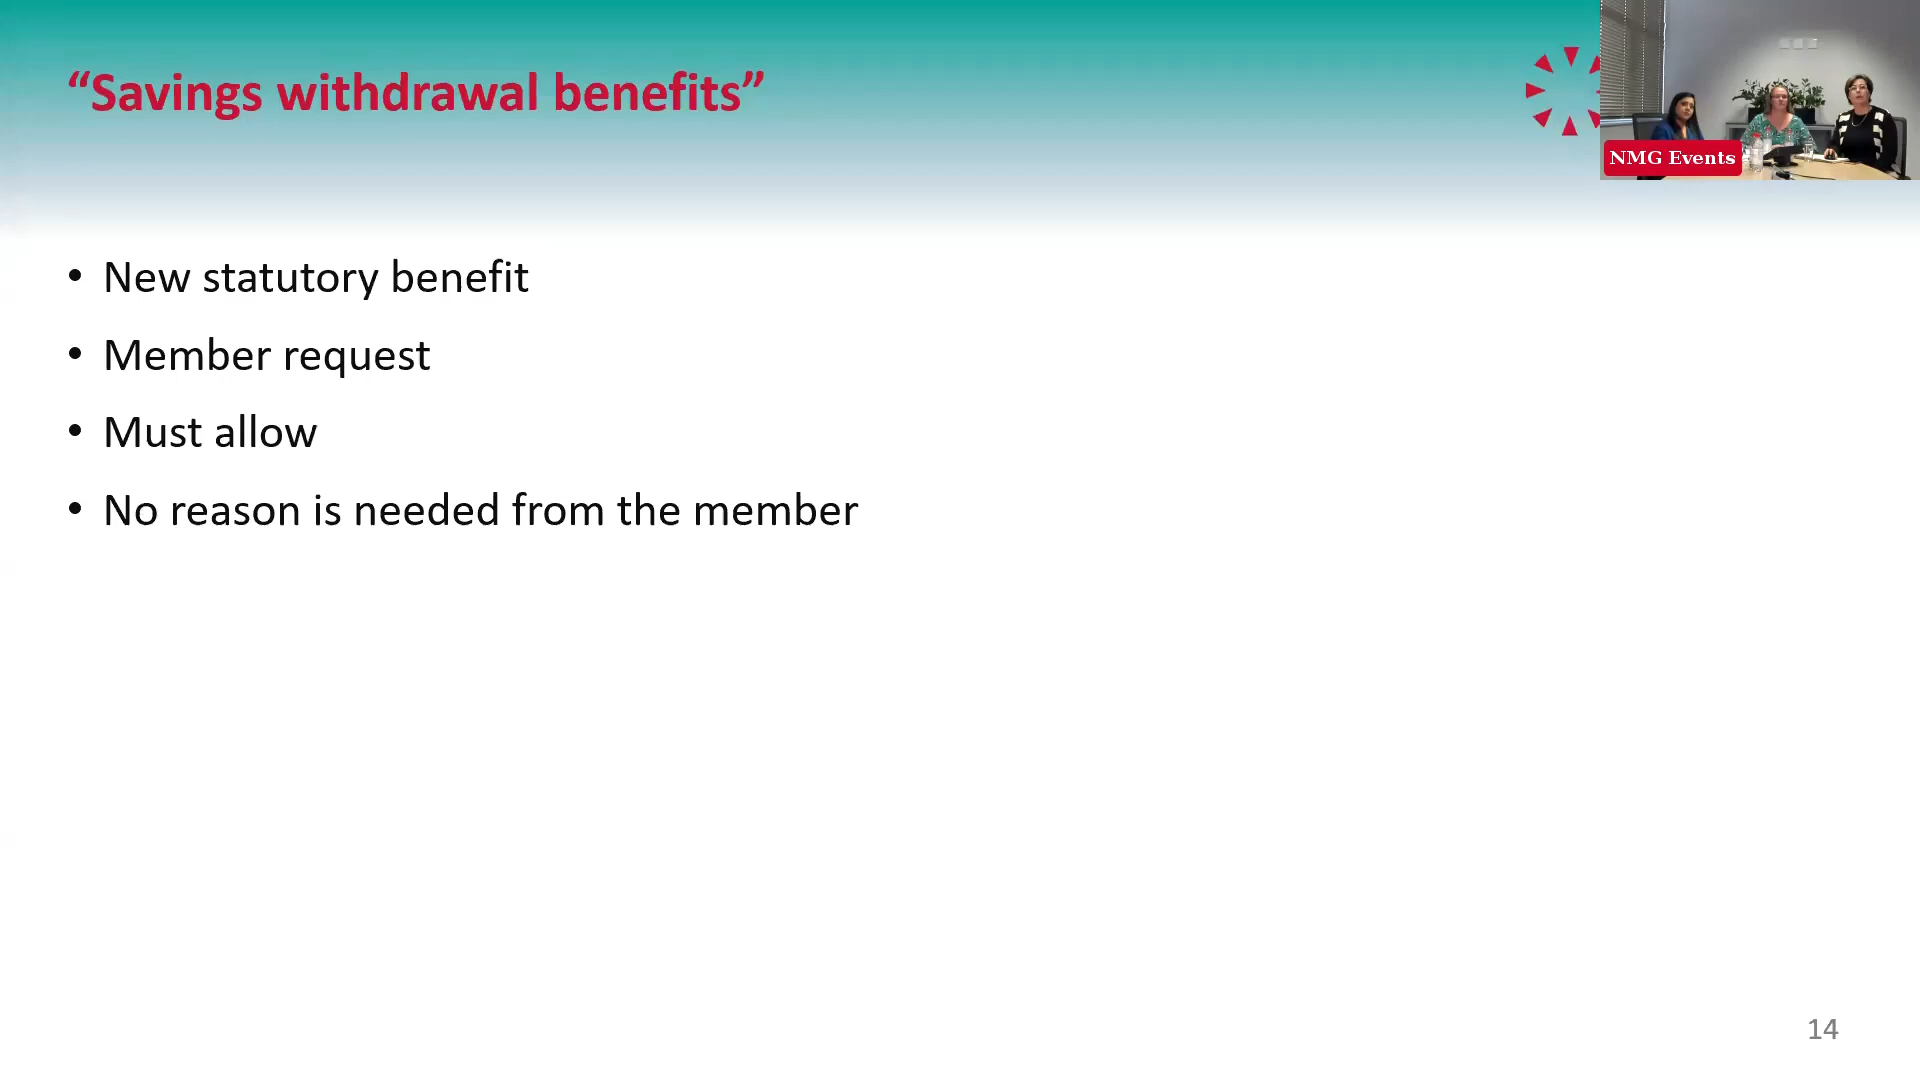 “Savings withdrawal benefits”
NMG Events
• New statutory benefit
• Member request
• Must allow
• No reason is needed from the member
14